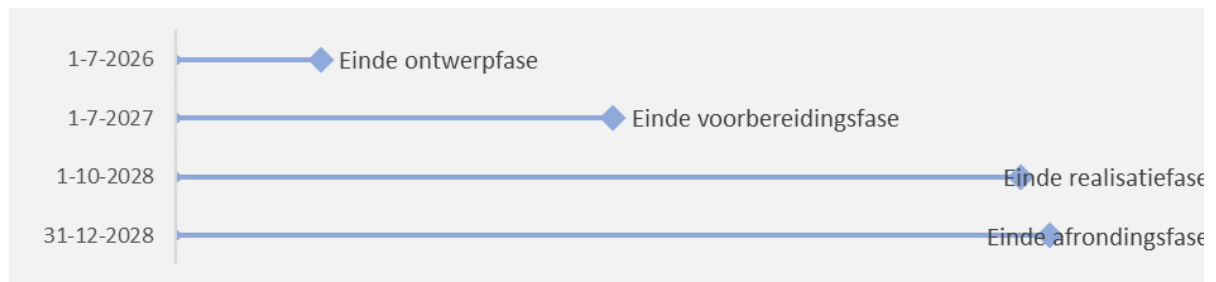 1-7-2026 Einde ontwerpfase
1-7-2027 Einde voorbereidingsfase
1-10-2028 Einde realisatiefase
31-12-2028 Einde afrondingsfase